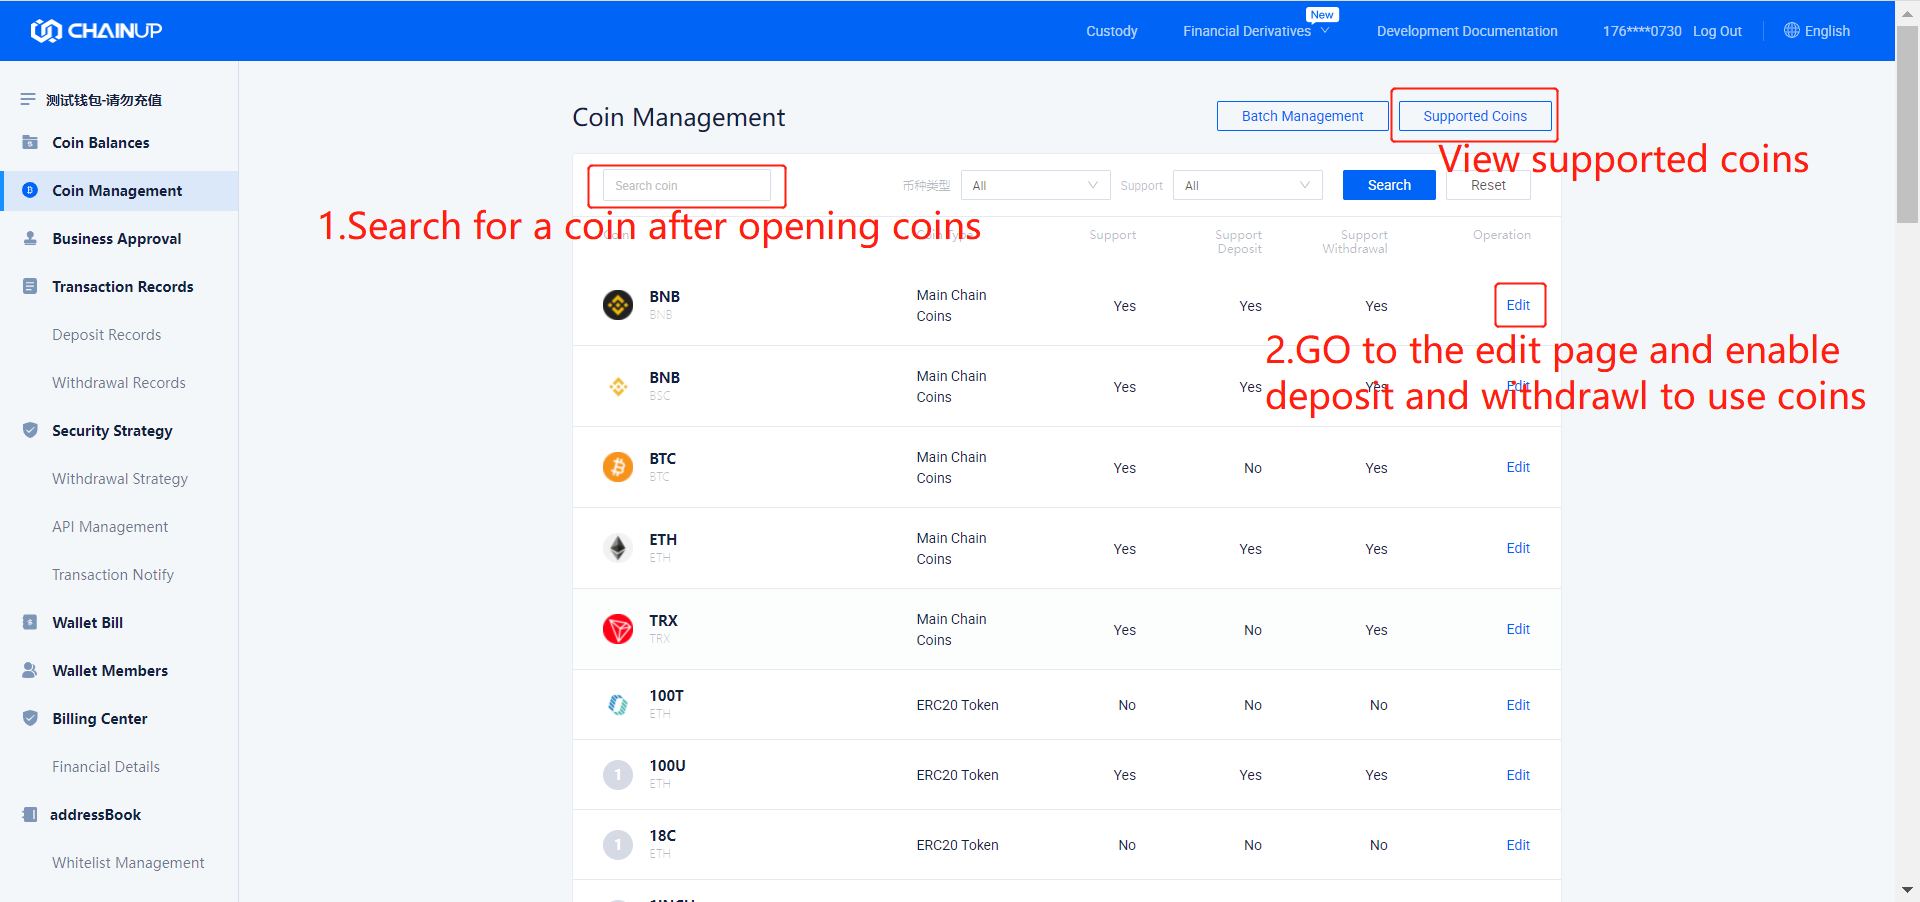 CHAINUP
Custody
Financial Derivatives
New
Development Documentation
176****0730
Log Out
English
测试钱包-请勿充值
Coin Balances
Coin Management
Business Approval
Transaction Records
Deposit Records
Withdrawal Records
Security Strategy
Withdrawal Strategy
API Management
Transaction Notify
Wallet Bill
Wallet Members
Billing Center
Financial Details
addressBook
Whitelist Management
Coin Management
Batch Management
Supported Coins
View supported coins
Search coin
币种类型
All
Support
All
Search
Reset
1.Search for a coin after opening coins
Coin
Coin Type
Support
Support Deposit
Support Withdrawal
Operation
BNB
BNB
Main Chain Coins
Yes
Yes
Yes
Edit
2.GO to the edit page and enable
deposit and withdrawl to use coins
BNB
BSC
Main Chain Coins
Yes
Yes
Yes
Edit
BTC
BTC
Main Chain Coins
Yes
No
Yes
Edit
ETH
ETH
Main Chain Coins
Yes
Yes
Yes
Edit
TRX
TRX
Main Chain Coins
Yes
No
Yes
Edit
100T
ETH
ERC20 Token
No
No
No
Edit
1
100U
ETH
ERC20 Token
Yes
Yes
Yes
Edit
1
18C
ETH
ERC20 Token
No
No
No
Edit